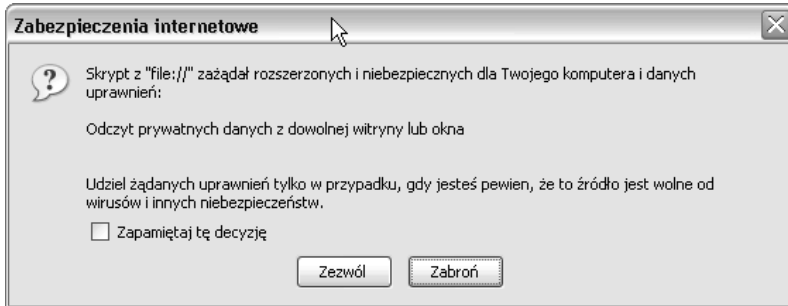 Zabezpieczenia internetowe
Skrypt z "file://" zażądał rozszerzonych i niebezpiecznych dla Twojego komputera i danych
uprawnień:
Odczyt prywatnych danych z dowolnej witryny lub okna
Udziel żądanych uprawnień tylko w przypadku, gdy jesteś pewien, że to źródło jest wolne od
wirusów i innych niebezpieczeństw.
Zapamiętaj tę decyzję
Zezwól Zabroń